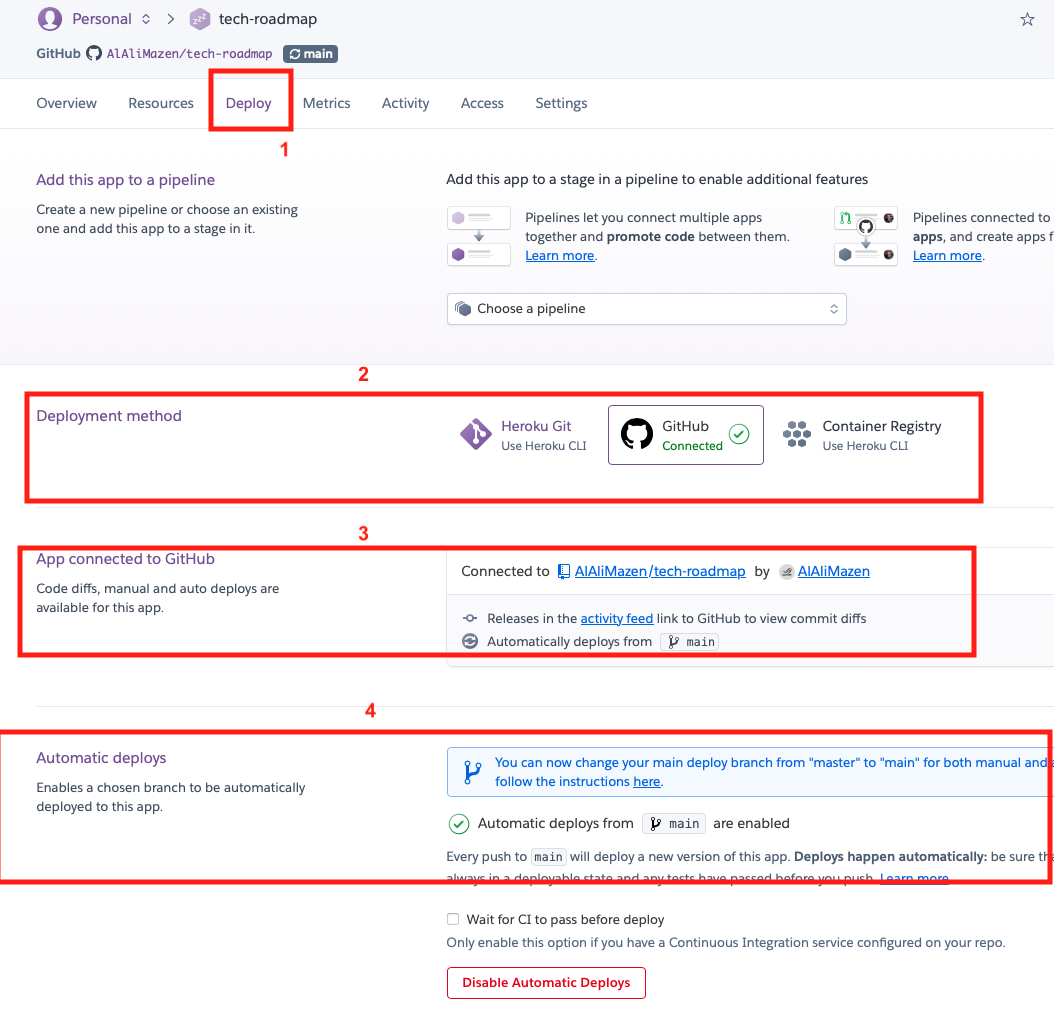 Personal tech-roadmap
GitHub AlAliMazen/tech-roadmap main
Overview Resources Deploy Metrics Activity Access Settings
1
Add this app to a pipeline
Create a new pipeline or choose an existing
one and add this app to a stage in it.
Add this app to a stage in a pipeline to enable additional features
Pipelines let you connect multiple apps
together and promote code between them.
Learn more.
Pipelines connected to
apps, and create apps f
Learn more.
Choose a pipeline
2
Deployment method
Heroku Git
Use Heroku CLI
GitHub
Connected
Container Registry
Use Heroku CLI
3
App connected to GitHub
Code diffs, manual and auto deploys are
available for this app.
Connected to AlAliMazen/tech-roadmap by AlAliMazen
Releases in the activity feed link to GitHub to view commit diffs
Automatically deploys from main
4
Automatic deploys
Enables a chosen branch to be automatically
deployed to this app.
You can now change your main deploy branch from "master" to "main" for both manual and a
follow the instructions here.
Automatic deploys from main are enabled
Every push to main will deploy a new version of this app. Deploys happen automatically: be sure tha
always in a deployable state and any tests have passed before you push. Learn more.
Wait for CI to pass before deploy
Only enable this option if you have a Continuous Integration service configured on your repo.
Disable Automatic Deploys